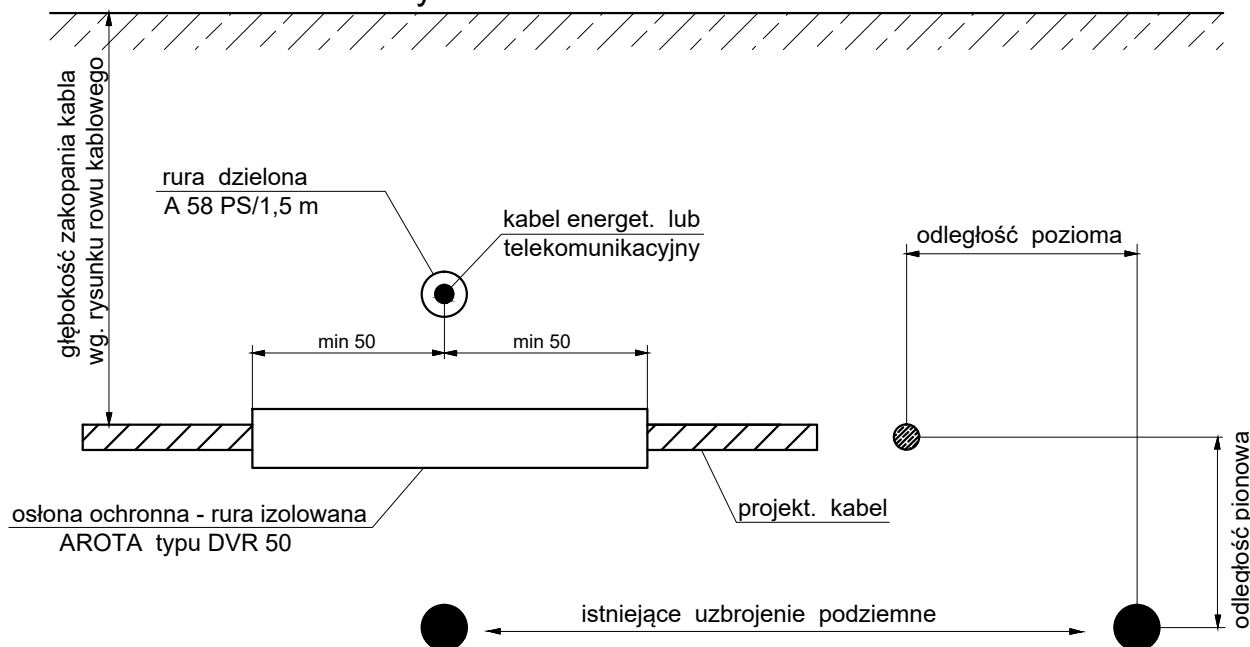 głębokość zakopania kabla
wg. rysunku rowu kablowego
rura dzielona
A 58 PS/1,5 m
kabel energet. lub
telekomunikacyjny
odległość pozioma
min 50
min 50
osłona ochronna - rura izolowana
AROTA typu DVR 50
projekt. kabel
odległość pionowa
istniejące uzbrojenie podziemne